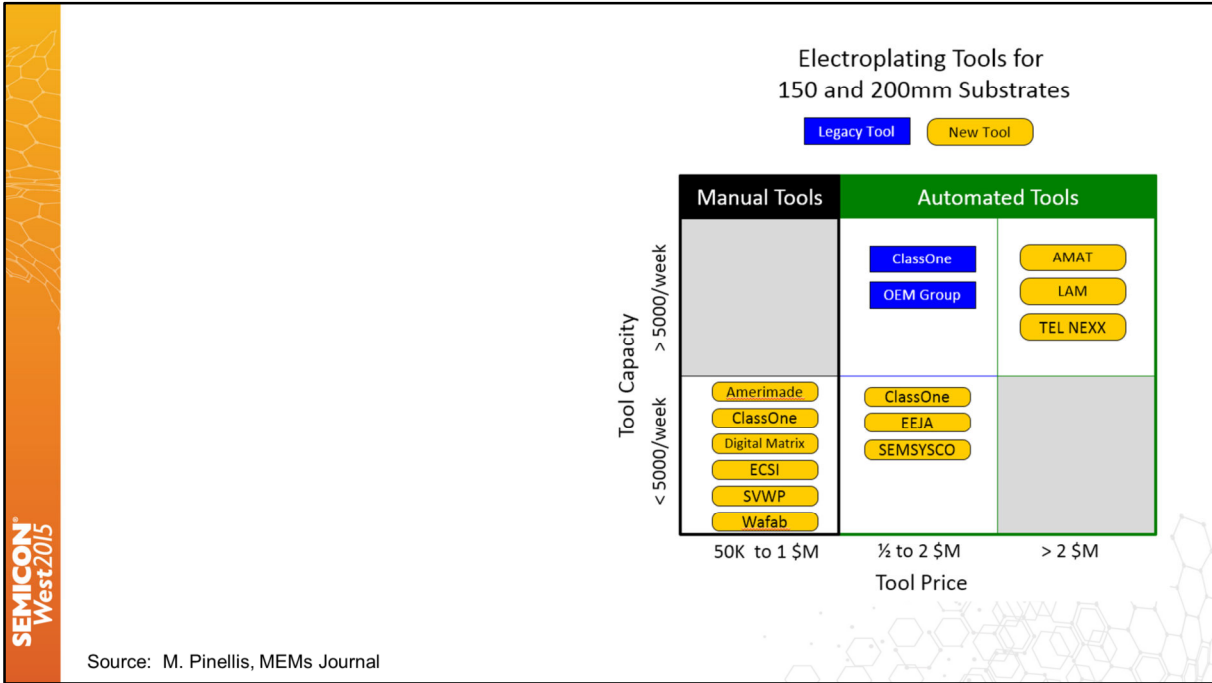 Electroplating Tools for
150 and 200mm Substrates
Legacy Tool
New Tool
Manual Tools
Automated Tools
Tool Capacity
> 5000/week
< 5000/week
ClassOne
OEM Group
AMAT
LAM
TEL NEXX
Amerimade
ClassOne
Digital Matrix
ECSI
SVWP
Wafab
ClassOne
EEJA
SEMSYSCO
50K to 1 $M
½ to 2 $M
> 2 $M
Tool Price
SEMICON®
West2015
Source: M. Pinellis, MEMs Journal